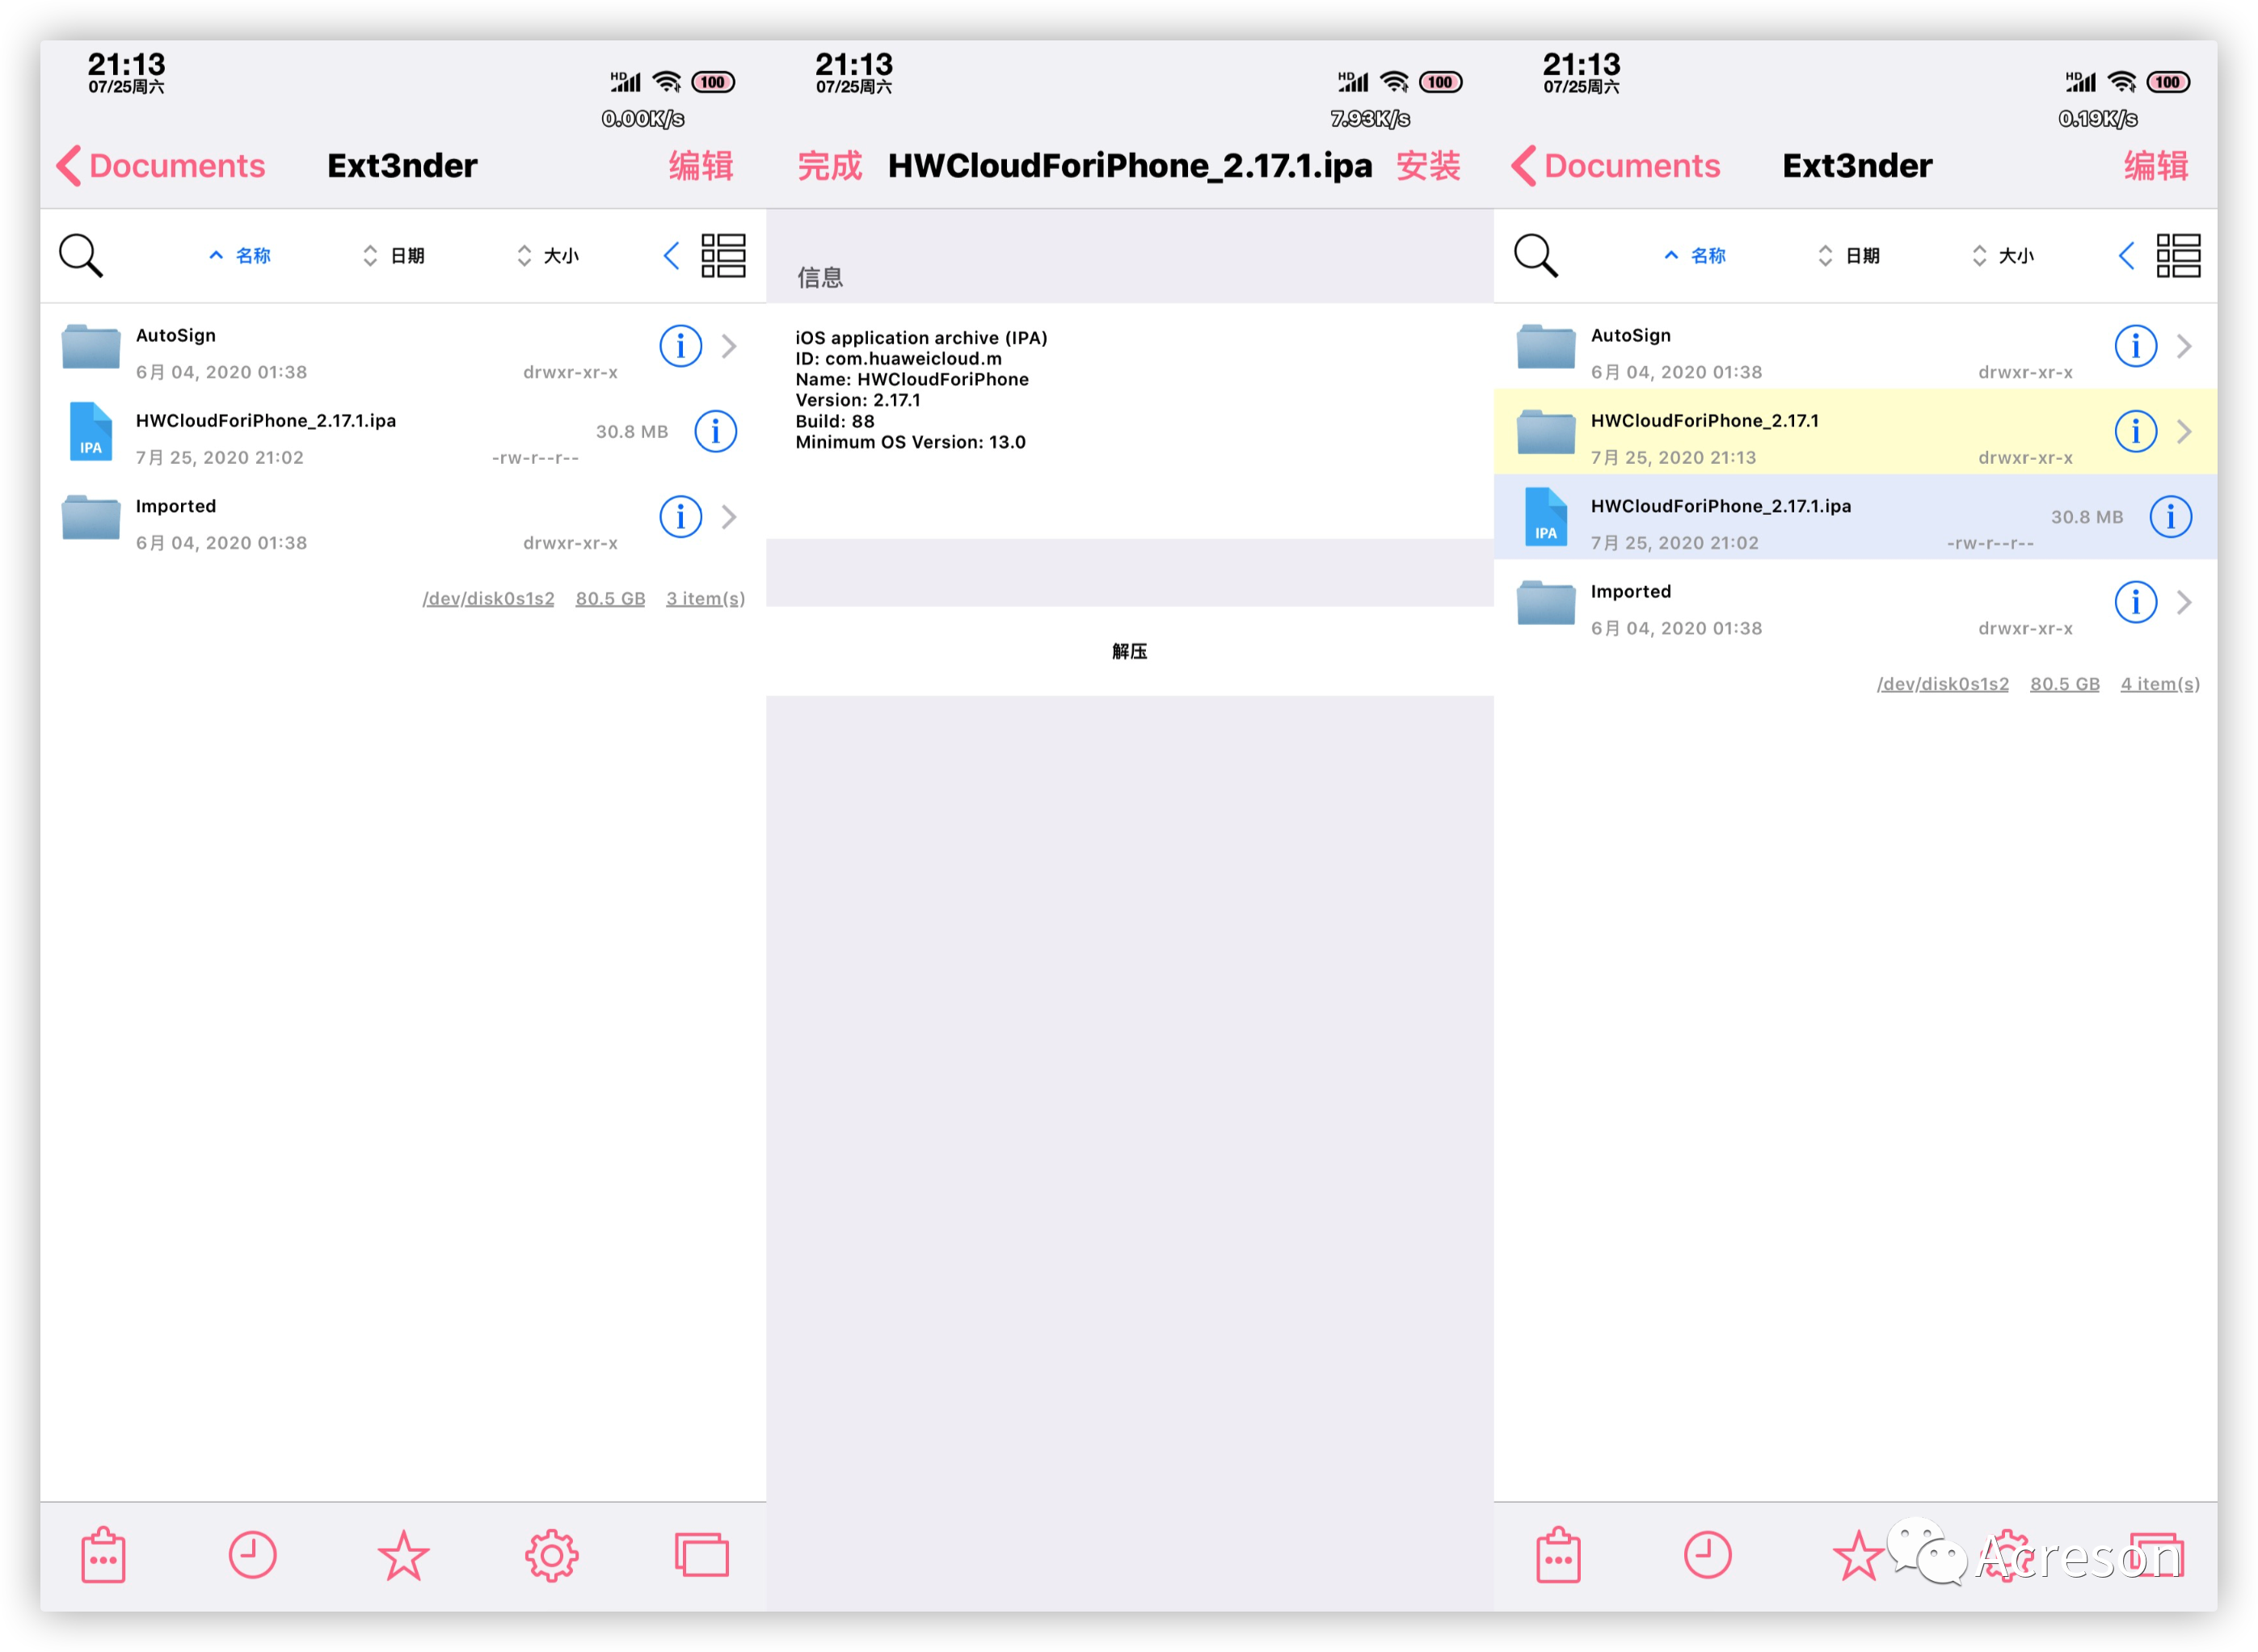 21:13
07/25周六
HD
100
0.00K/s
Documents
Ext3nder
编辑
名称
日期
大小
AutoSign
6月 04, 2020 01:38
drwxr-xr-x
HWCloudForiPhone_2.17.1.ipa
30.8 MB
IPA
7月 25, 2020 21:02
-rw-r--r--
Imported
6月 04, 2020 01:38
drwxr-xr-x
/dev/disk0s1s2 80.5 GB 3 item(s)
21:13
07/25周六
HD
100
7.93K/s
完成
HWCloudForiPhone_2.17.1.ipa
安装
信息
iOS application archive (IPA)
ID: com.huaweicloud.m
Name: HWCloudForiPhone
Version: 2.17.1
Build: 88
Minimum OS Version: 13.0
解压
21:13
07/25周六
HD
100
0.19K/s
Documents
Ext3nder
编辑
名称
日期
大小
AutoSign
6月 04, 2020 01:38
drwxr-xr-x
HWCloudForiPhone_2.17.1
7月 25, 2020 21:13
drwxr-xr-x
HWCloudForiPhone_2.17.1.ipa
30.8 MB
IPA
7月 25, 2020 21:02
-rw-r--r--
Imported
6月 04, 2020 01:38
drwxr-xr-x
/dev/disk0s1s2 80.5 GB 4 item(s)
Acreson